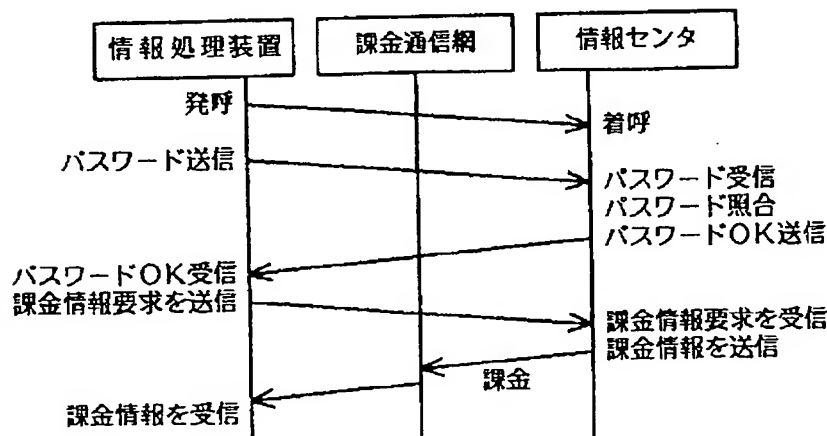 情報処理装置
課金通信網
情報センタ
発呼
着呼
パスワード送信
パスワード受信
パスワード照合
パスワードOK送信
パスワードOK受信
課金情報要求を送信
課金情報要求を受信
課金情報を送信
課金
課金情報を受信